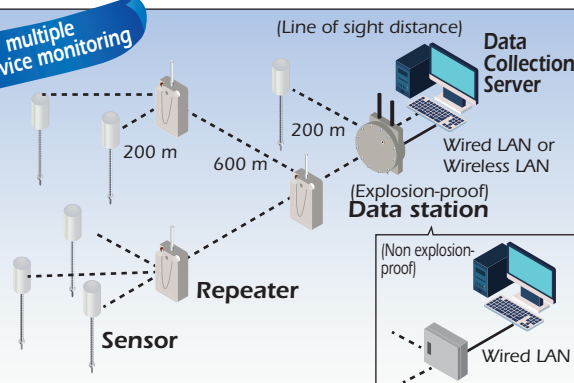 multiple
vice monitoring
(Line of sight distance)
Data
Collection
Server
200 m
200 m
600 m
Wired LAN or
Wireless LAN
(Explosion-proof)
Data station
(Non explosion-
proof)
Repeater
Sensor
Wired LAN